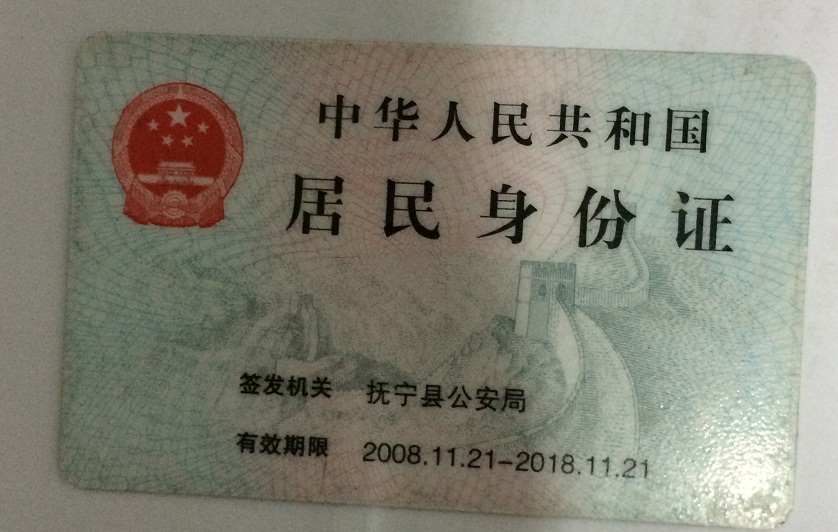 中华人民共和国
居民身份证
签发机关 抚宁县公安局
有效期限 2008.11.21-2018.11.21